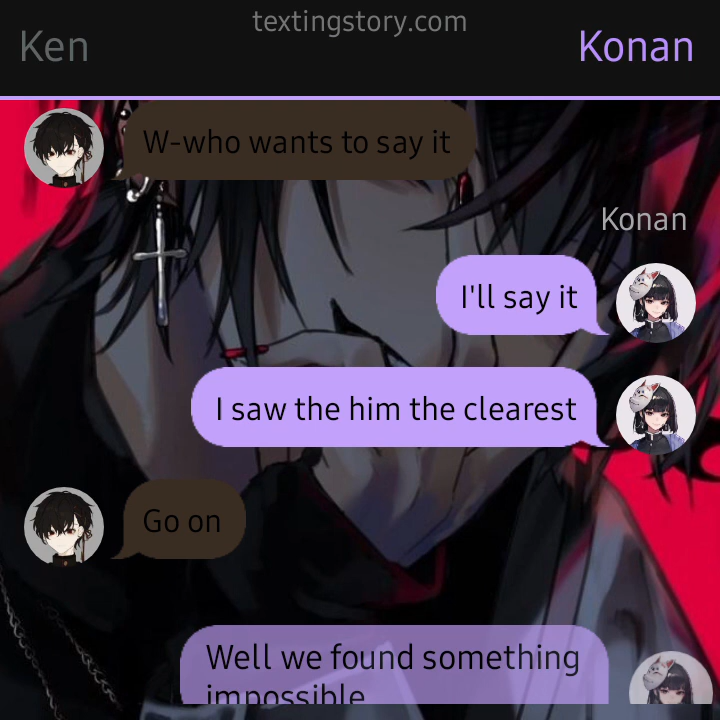 textingstory.com
Ken
Konan
W-who wants to say it
Konan
I'll say it
I saw the him the clearest
Go on
Well we found something
impossible